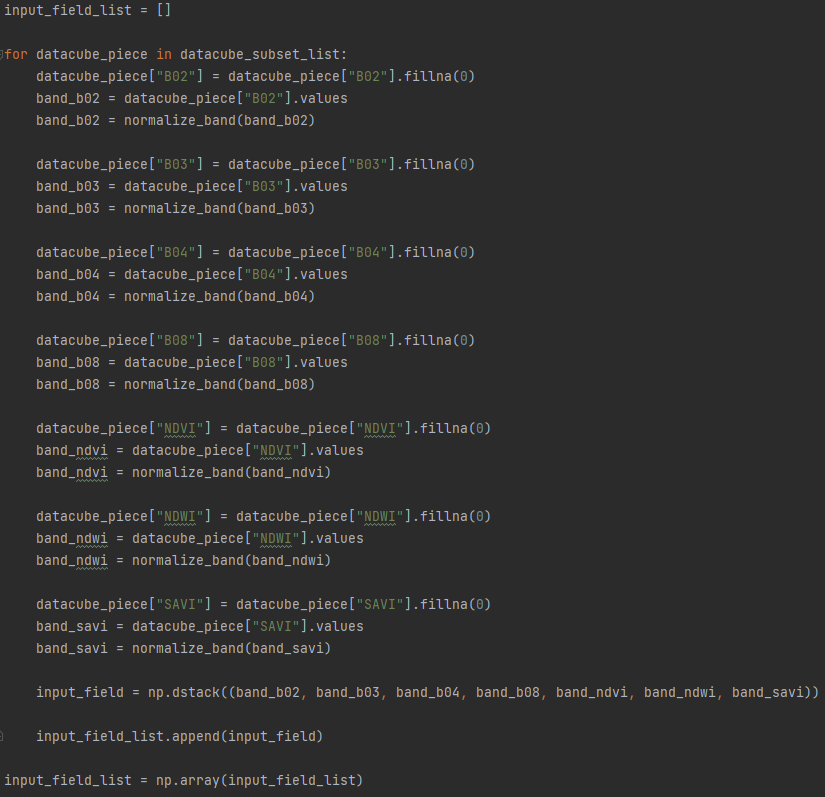 input_field_list = []
for datacube_piece in datacube_subset_list:
    datacube_piece["B02"] = datacube_piece["B02"].fillna(0)
    band_b02 = datacube_piece["B02"].values
    band_b02 = normalize_band(band_b02)
    datacube_piece["B03"] = datacube_piece["B03"].fillna(0)
    band_b03 = datacube_piece["B03"].values
    band_b03 = normalize_band(band_b03)
    datacube_piece["B04"] = datacube_piece["B04"].fillna(0)
    band_b04 = datacube_piece["B04"].values
    band_b04 = normalize_band(band_b04)
    datacube_piece["B08"] = datacube_piece["B08"].fillna(0)
    band_b08 = datacube_piece["B08"].values
    band_b08 = normalize_band(band_b08)
    datacube_piece["NDVI"] = datacube_piece["NDVI"].fillna(0)
    band_ndvi = datacube_piece["NDVI"].values
    band_ndvi = normalize_band(band_ndvi)
    datacube_piece["NDWI"] = datacube_piece["NDWI"].fillna(0)
    band_ndwi = datacube_piece["NDWI"].values
    band_ndwi = normalize_band(band_ndwi)
    datacube_piece["SAVI"] = datacube_piece["SAVI"].fillna(0)
    band_savi = datacube_piece["SAVI"].values
    band_savi = normalize_band(band_savi)
    input_field = np.dstack((band_b02, band_b03, band_b04, band_b08, band_ndvi, band_ndwi, band_savi))
    input_field_list.append(input_field)
input_field_list = np.array(input_field_list)